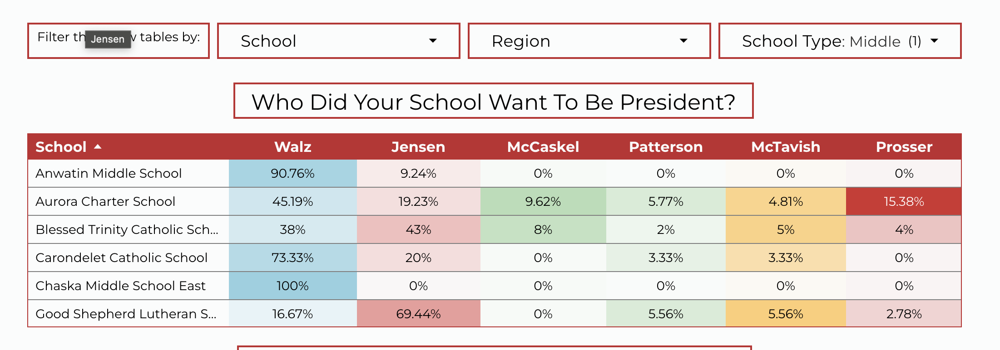 Filter th w tables by:
Jensen
School
Region
School Type: Middle (1)
Who Did Your School Want To Be President?
School Walz Jensen McCaskel Patterson McTavish Prosser
Anwatin Middle School 90.76% 9.24% 0% 0% 0% 0%
Aurora Charter School 45.19% 19.23% 9.62% 5.77% 4.81% 15.38%
Blessed Trinity Catholic Sch... 38% 43% 8% 2% 5% 4%
Carondelet Catholic School 73.33% 20% 0% 3.33% 3.33% 0%
Chaska Middle School East 100% 0% 0% 0% 0% 0%
Good Shepherd Lutheran S... 16.67% 69.44% 0% 5.56% 5.56% 2.78%